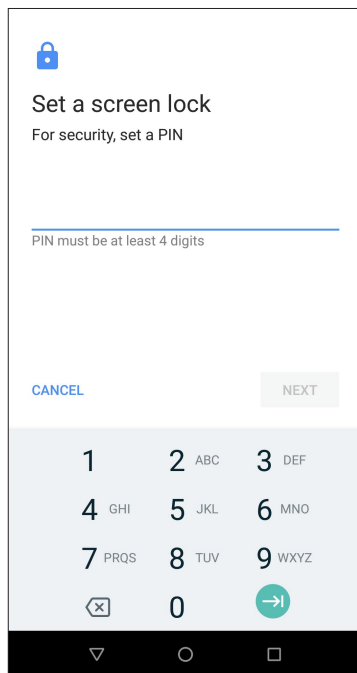 Set a screen lock
For security, set a PIN
PIN must be at least 4 digits
CANCEL NEXT
1 2 ABC 3 DEF
4 GHI 5 JKL 6 MNO
7 PRQS 8 TUV 9 WXYZ
0